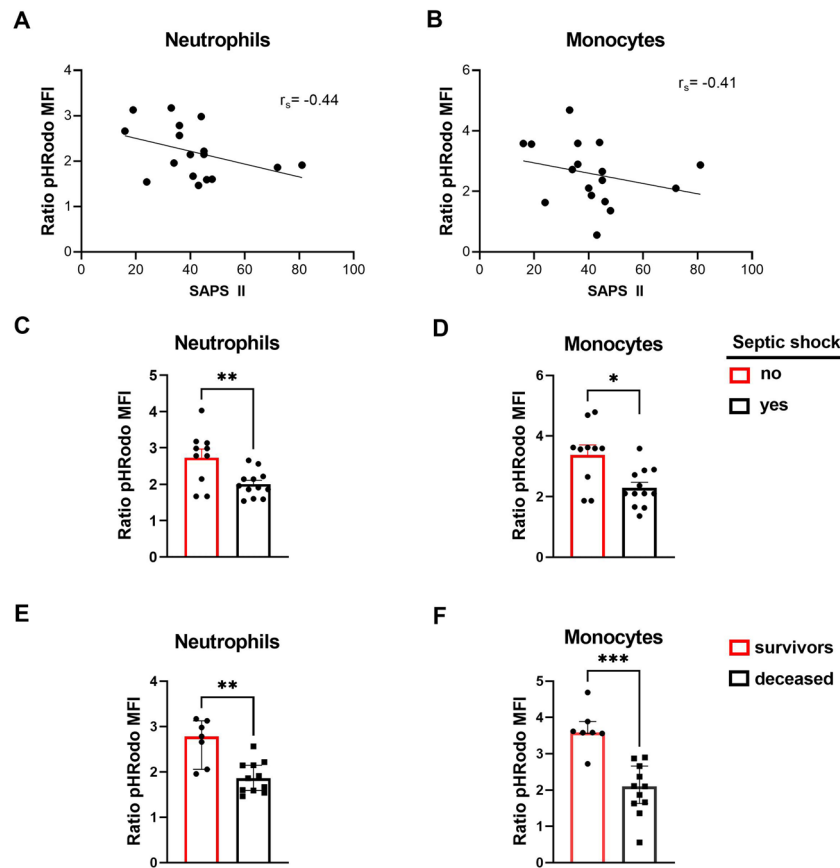 A
Neutrophils
Ratio pHRodo MFI
4
3
2
1
0
rs= -0.44
0 20 40 60 80 100
SAPS II
B
Monocytes
Ratio pHRodo MFI
6
4
2
0
rs= -0.41
0 20 40 60 80 100
SAPS II
C
Neutrophils
Ratio pHRodo MFI
5
4
3
2
1
0
**
D
Monocytes
Ratio pHRodo MFI
6
4
2
0
*
Septic shock
no
yes
E
Neutrophils
Ratio pHRodo MFI
4
3
2
1
0
**
F
Monocytes
Ratio pHRodo MFI
5
4
3
2
1
0
***
survivors
deceased